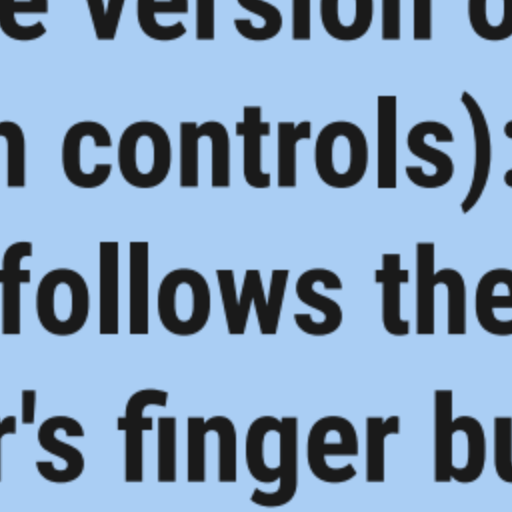 e version o
n controls):
follows the
r's finger bu